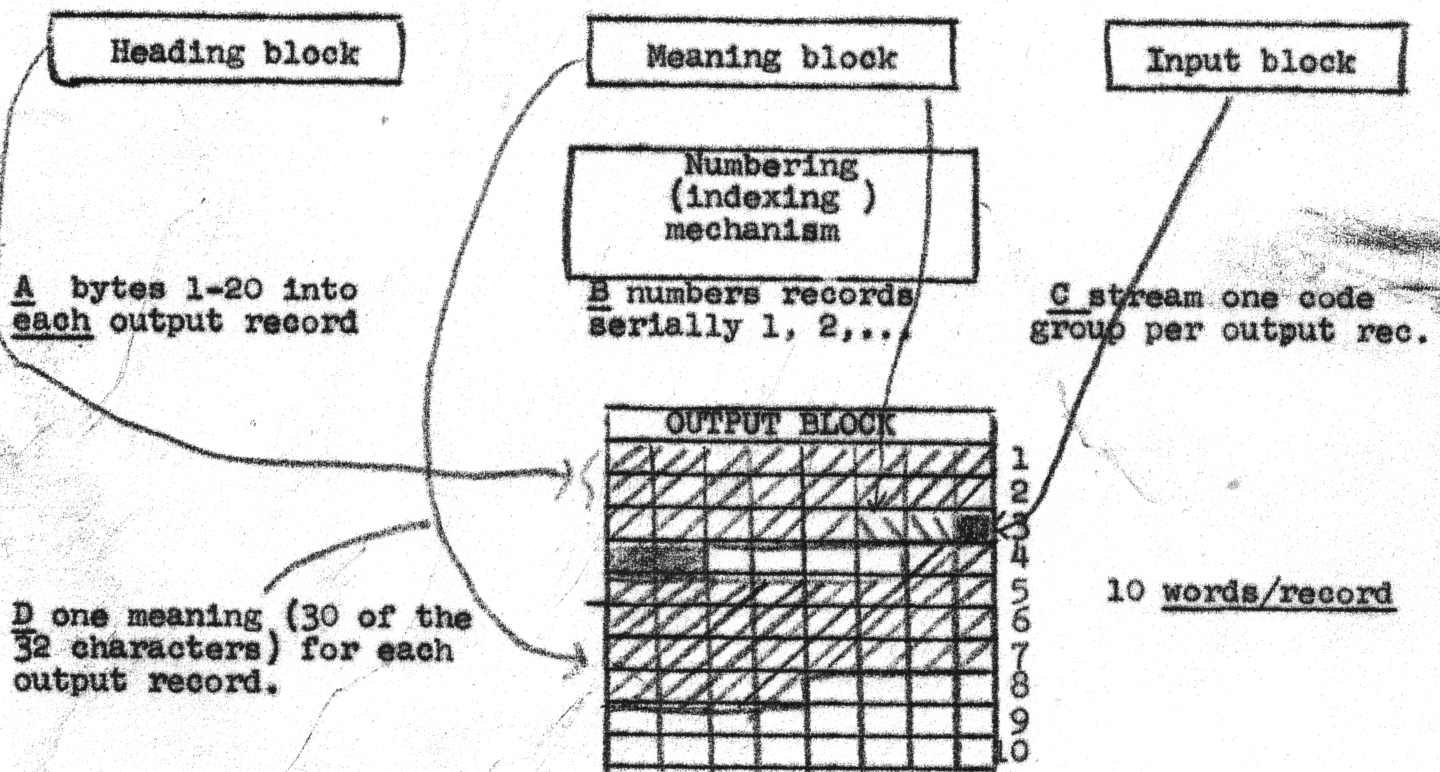 Heading block
Meaning block
Input block
Numbering
(indexing )
mechanism
A bytes 1-20 into
each output record
B numbers records
serially 1, 2,...
C stream one code
group per output rec.
OUTPUT BLOCK
1
2
3
4
5
6
7
8
9
10
10 words/record
D one meaning (30 of the
32 characters) for each
output record.